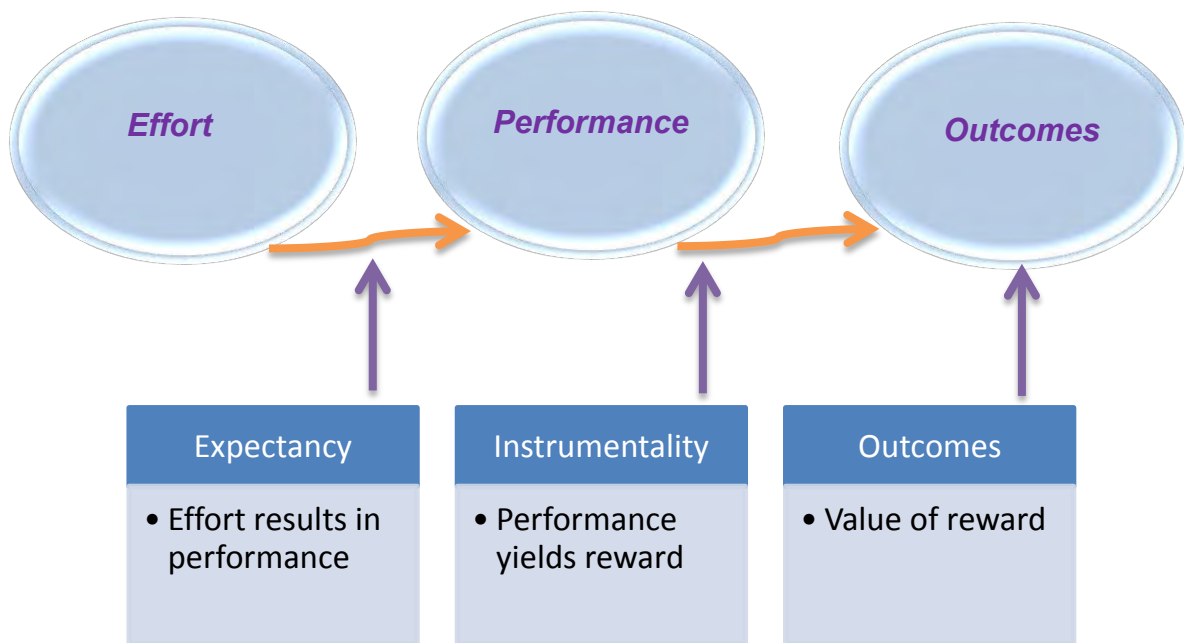 Effort
Performance
Outcomes
Expectancy
• Effort results in
performance
Instrumentality
• Performance
yields reward
Outcomes
• Value of reward